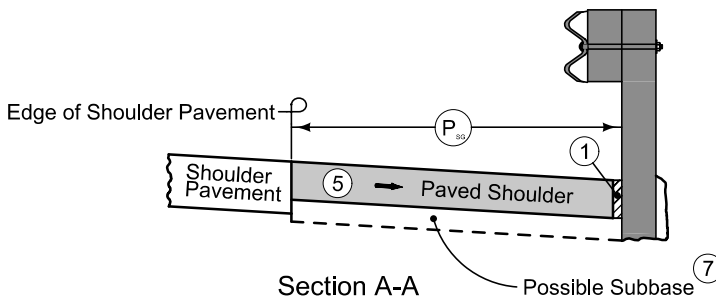 Edge of Shoulder Pavement
P SG
1
Shoulder
Pavement
5
Paved Shoulder
7
Section A-A
Possible Subbase